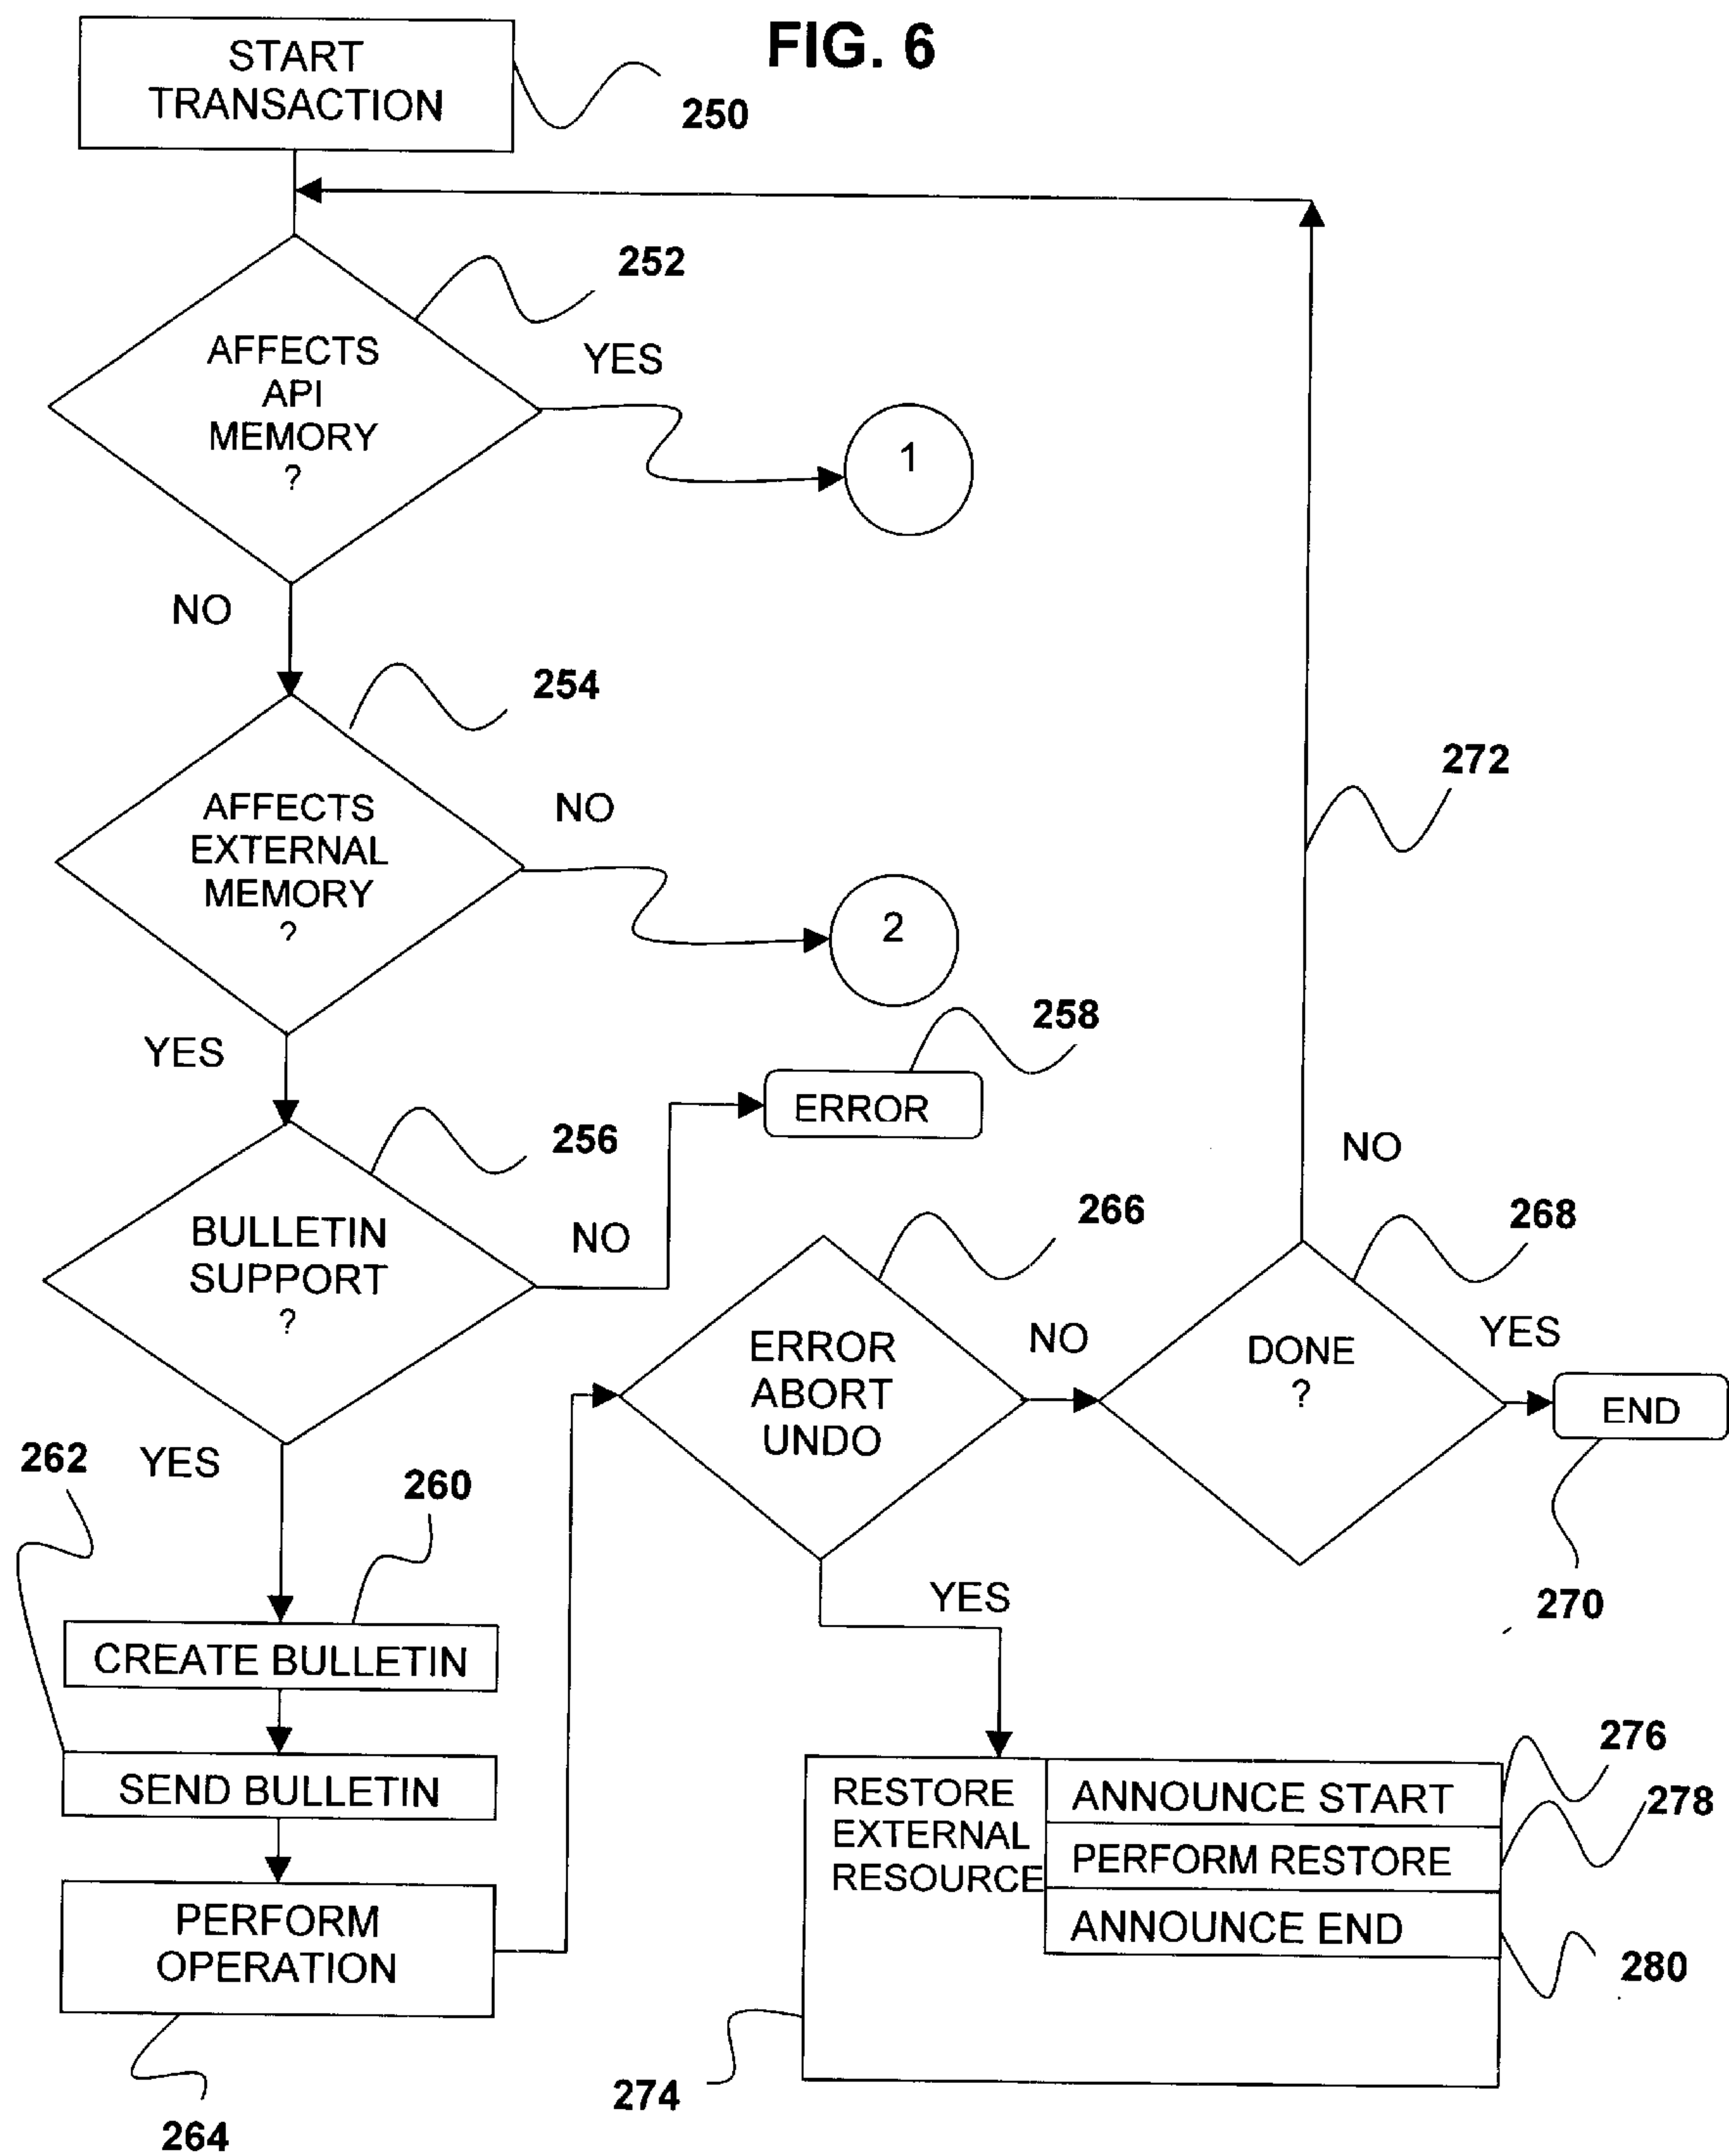 FIG. 6
START
TRANSACTION
250
252
AFFECTS
API
MEMORY
?
YES
1
NO
254
AFFECTS
EXTERNAL
MEMORY
?
NO
2
272
YES
258
ERROR
256
BULLETIN
SUPPORT
?
NO
266
ERROR
ABORT
UNDO
NO
NO
268
DONE
?
YES
END
270
262
YES
260
CREATE BULLETIN
SEND BULLETIN
PERFORM
OPERATION
264
YES
RESTORE
EXTERNAL
RESOURCE
ANNOUNCE START
PERFORM RESTORE
ANNOUNCE END
276
278
280
274